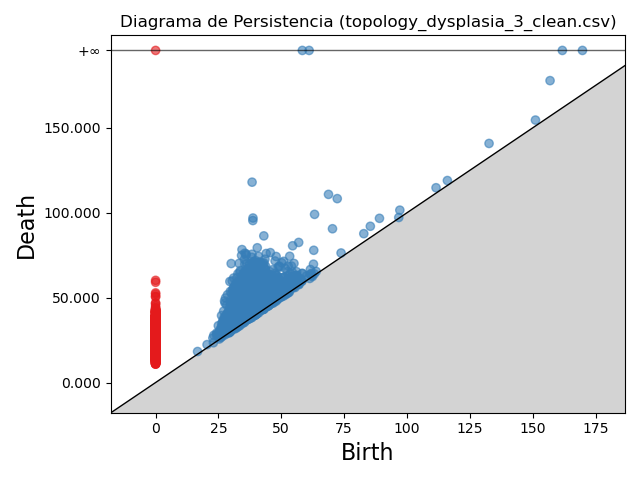 Diagrama de Persistencia (topology_dysplasia_3_clean.csv)
+∞
150.000
100.000
50.000
0.000
Death
0 25 50 75 100 125 150 175
Birth